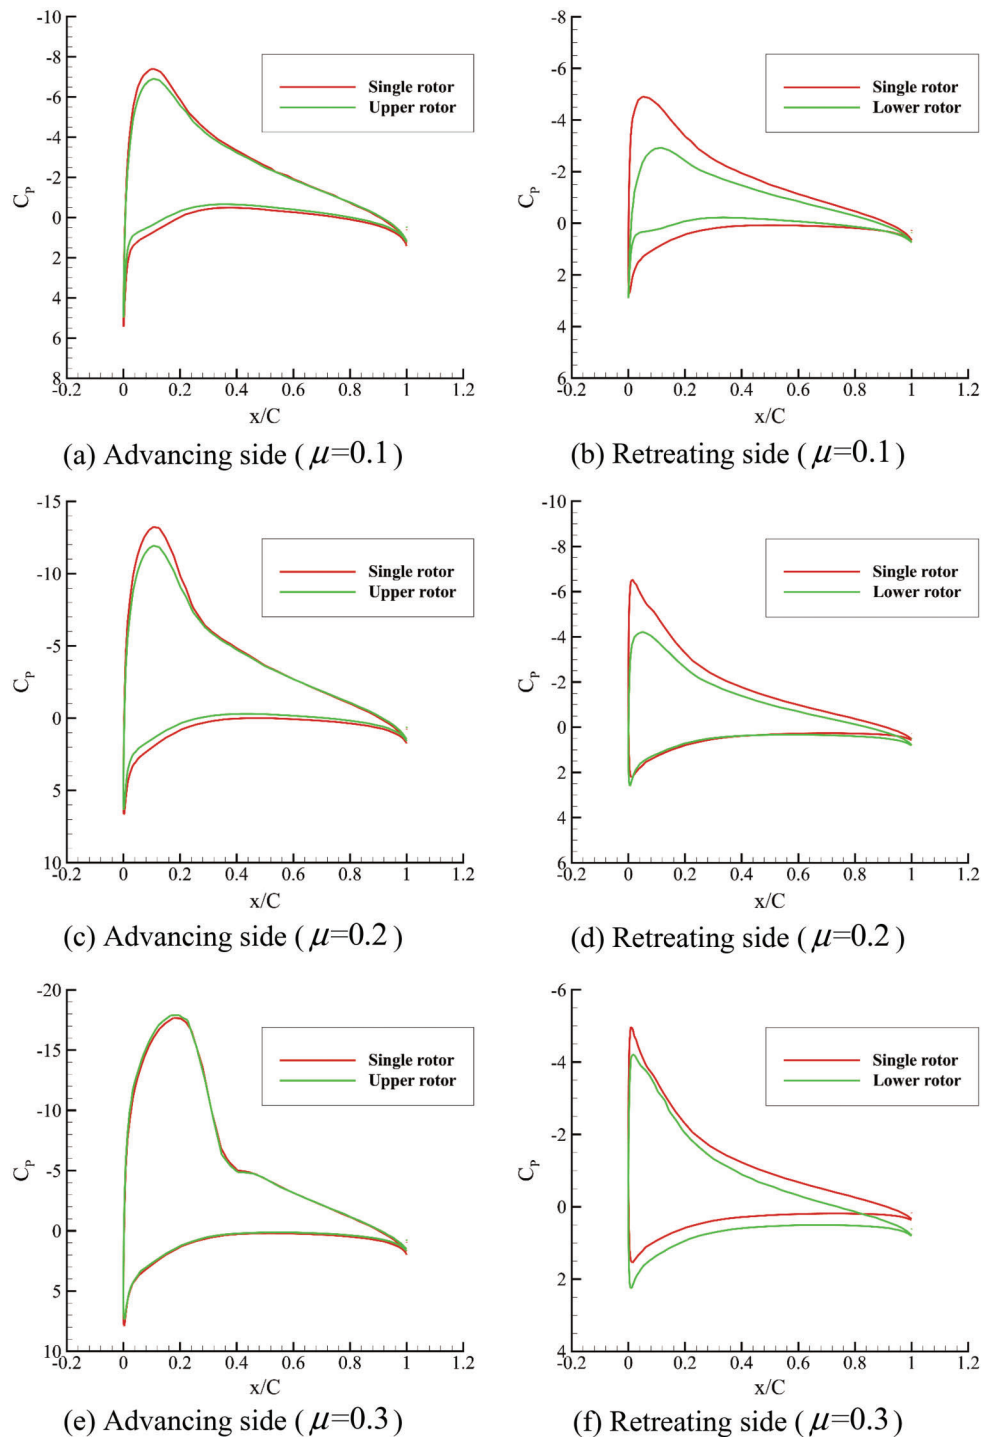 -10
-8
-6
-4
-2
0
2
4
6
8
-0.2 0 0.2 0.4 0.6 0.8 1 1.2
C_P
x/C
Single rotor
Upper rotor
(a) Advancing side (μ=0.1)
-8
-6
-4
-2
0
2
4
6
-0.2 0 0.2 0.4 0.6 0.8 1 1.2
C_P
x/C
Single rotor
Lower rotor
(b) Retreating side (μ=0.1)
-15
-10
-5
0
5
10
-0.2 0 0.2 0.4 0.6 0.8 1 1.2
C_P
x/C
Single rotor
Upper rotor
(c) Advancing side (μ=0.2)
-10
-8
-6
-4
-2
0
2
4
6
-0.2 0 0.2 0.4 0.6 0.8 1 1.2
C_P
x/C
Single rotor
Lower rotor
(d) Retreating side (μ=0.2)
-20
-15
-10
-5
0
5
10
-0.2 0 0.2 0.4 0.6 0.8 1 1.2
C_P
x/C
Single rotor
Upper rotor
(e) Advancing side (μ=0.3)
-6
-4
-2
0
2
4
-0.2 0 0.2 0.4 0.6 0.8 1 1.2
C_P
x/C
Single rotor
Lower rotor
(f) Retreating side (μ=0.3)